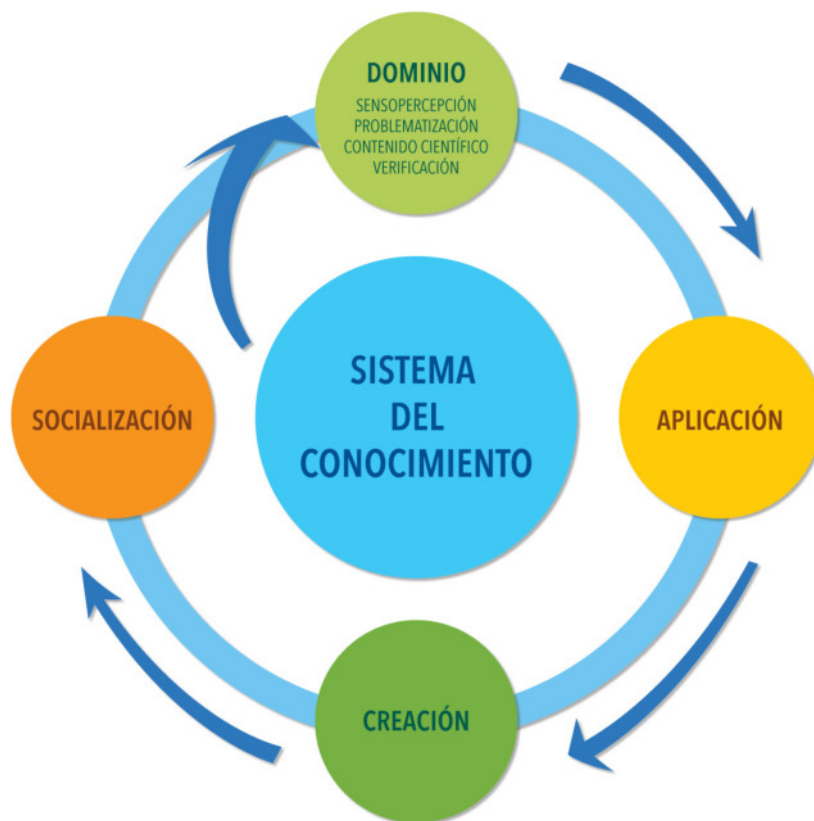 DOMINIO
SENSOPERCEPCIÓN
PROBLEMATIZACIÓN
CONTENIDO CIENTÍFICO
VERIFICACIÓN
SISTEMA
DEL
CONOCIMIENTO
SOCIALIZACIÓN
APLICACIÓN
CREACIÓN